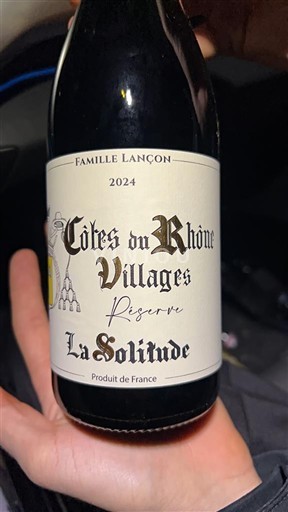 FAMILLE LANÇON
2024
Côtes du Rhône
Villages
Réserve
La Solitude
Produit de France